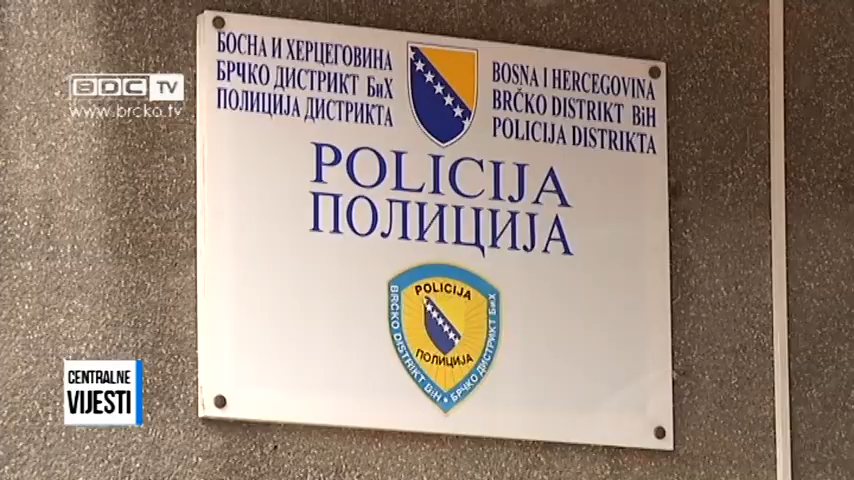 БОСНА И ХЕРЦЕГОВИНА
БРЧКО ДИСТРИКТ БиХ
ПОЛИЦИЈА ДИСТРИКТА
BOSNA I HERCEGOVINA
BRČKO DISTRIKT BiH
POLICIJA DISTRIKTA
POLICIJA
ПОЛИЦИЈА
POLICIJA
BRČKO DISTRIKT BiH
ПОЛИЦИЈА
БРЧКО ДИСТРИКТ БиХ
BDC TV
www.brcko.tv
CENTRALNE
VIJESTI